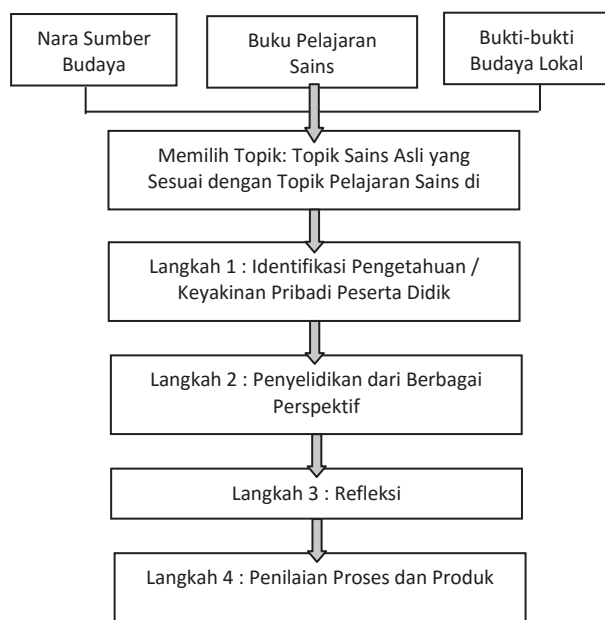 Nara Sumber
Budaya
Buku Pelajaran
Sains
Bukti-bukti
Budaya Lokal
Memilih Topik: Topik Sains Asli yang
Sesuai dengan Topik Pelajaran Sains di
Langkah 1 : Identifikasi Pengetahuan /
Keyakinan Pribadi Peserta Didik
Langkah 2 : Penyelidikan dari Berbagai
Perspektif
Langkah 3 : Refleksi
Langkah 4 : Penilaian Proses dan Produk